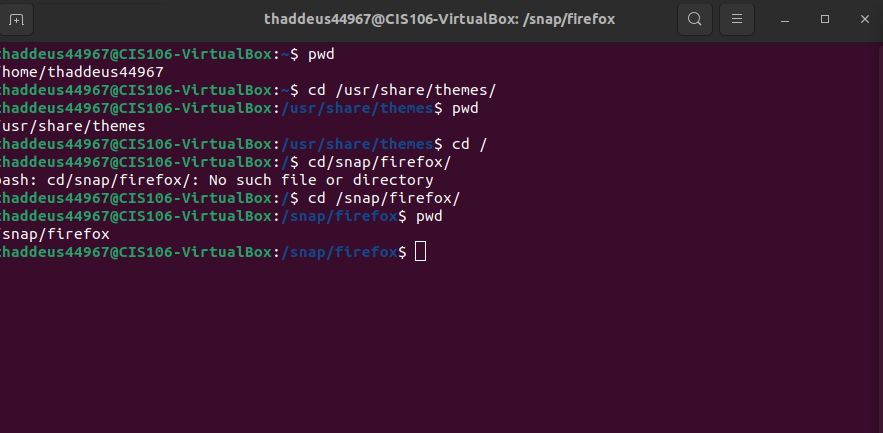 thaddeus44967@CIS106-VirtualBox: /snap/firefox
thaddeus44967@CIS106-VirtualBox:~$ pwd
/home/thaddeus44967
thaddeus44967@CIS106-VirtualBox:~$ cd /usr/share/themes/
thaddeus44967@CIS106-VirtualBox:/usr/share/themes$ pwd
/usr/share/themes
thaddeus44967@CIS106-VirtualBox:/usr/share/themes$ cd /
thaddeus44967@CIS106-VirtualBox:/$ cd/snap/firefox/
bash: cd/snap/firefox/: No such file or directory
thaddeus44967@CIS106-VirtualBox:/$ cd /snap/firefox/
thaddeus44967@CIS106-VirtualBox:/snap/firefox$ pwd
/snap/firefox
thaddeus44967@CIS106-VirtualBox:/snap/firefox$